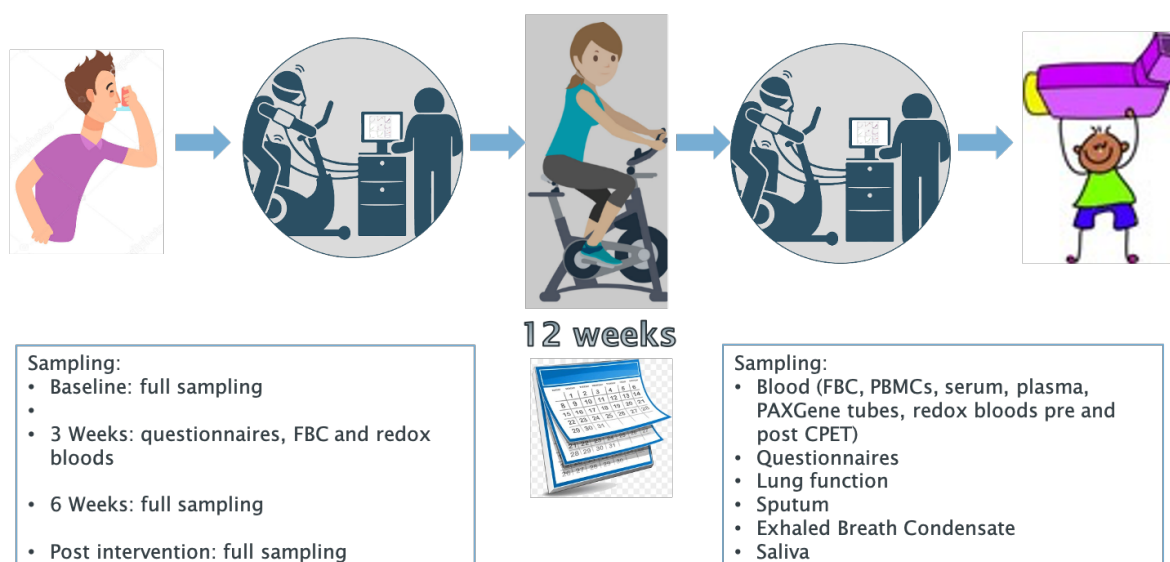 12 weeks
Sampling:
• Baseline: full sampling
•
• 3 Weeks: questionnaires, FBC and redox
bloods
• 6 Weeks: full sampling
• Post intervention: full sampling
Sampling:
• Blood (FBC, PBMCs, serum, plasma,
PAXGene tubes, redox bloods pre and
post CPET)
• Questionnaires
• Lung function
• Sputum
• Exhaled Breath Condensate
• Saliva